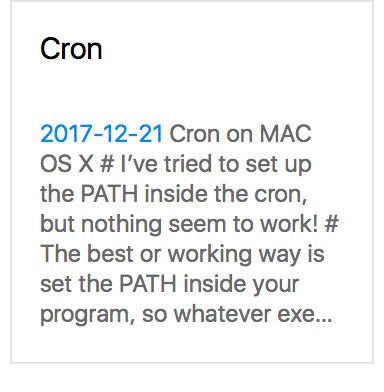 Cron
2017-12-21 Cron on MAC
OS X # I’ve tried to set up
the PATH inside the cron,
but nothing seem to work! #
The best or working way is
set the PATH inside your
program, so whatever exe...